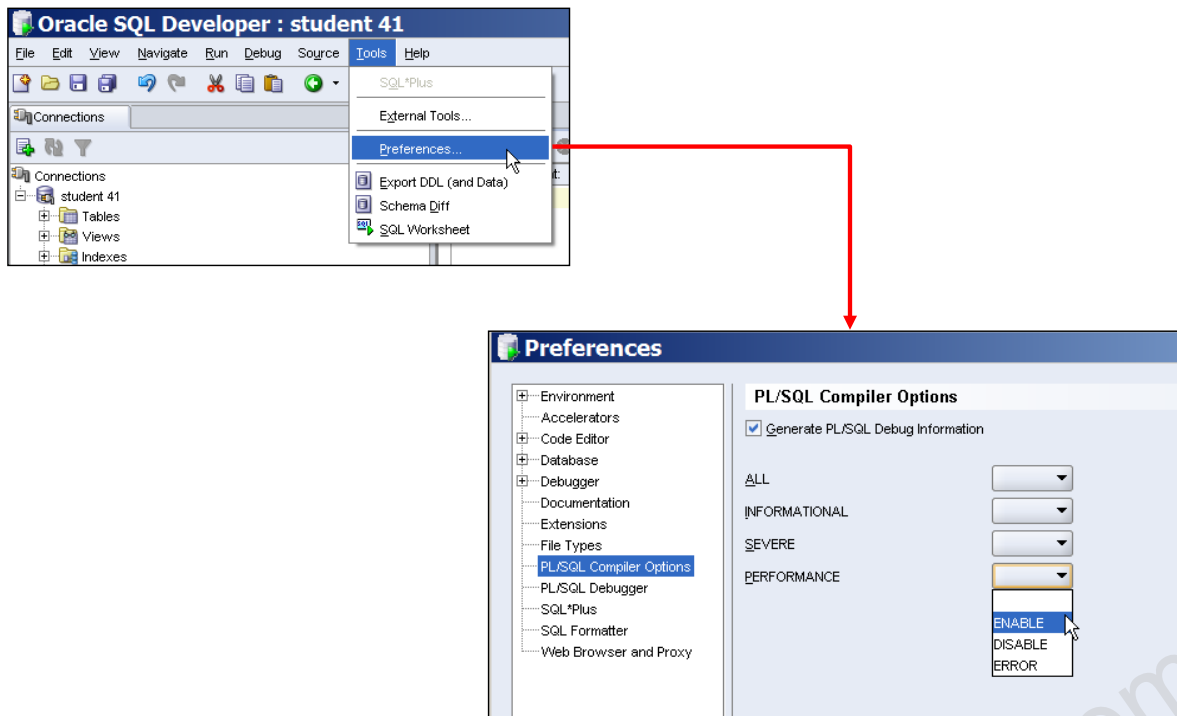 Oracle SQL Developer : student 41
File Edit View Navigate Run Debug Source Tools Help
SQL*Plus
External Tools...
Preferences...
Export DDL (and Data)
Schema Diff
SQL Worksheet
Connections
Connections
student 41
Tables
Views
Indexes
Preferences
Environment
Accelerators
Code Editor
Database
Debugger
Documentation
Extensions
File Types
PL/SQL Compiler Options
PL/SQL Debugger
SQL*Plus
SQL Formatter
Web Browser and Proxy
PL/SQL Compiler Options
Generate PL/SQL Debug Information
ALL
INFORMATIONAL
SEVERE
PERFORMANCE
ENABLE
DISABLE
ERROR